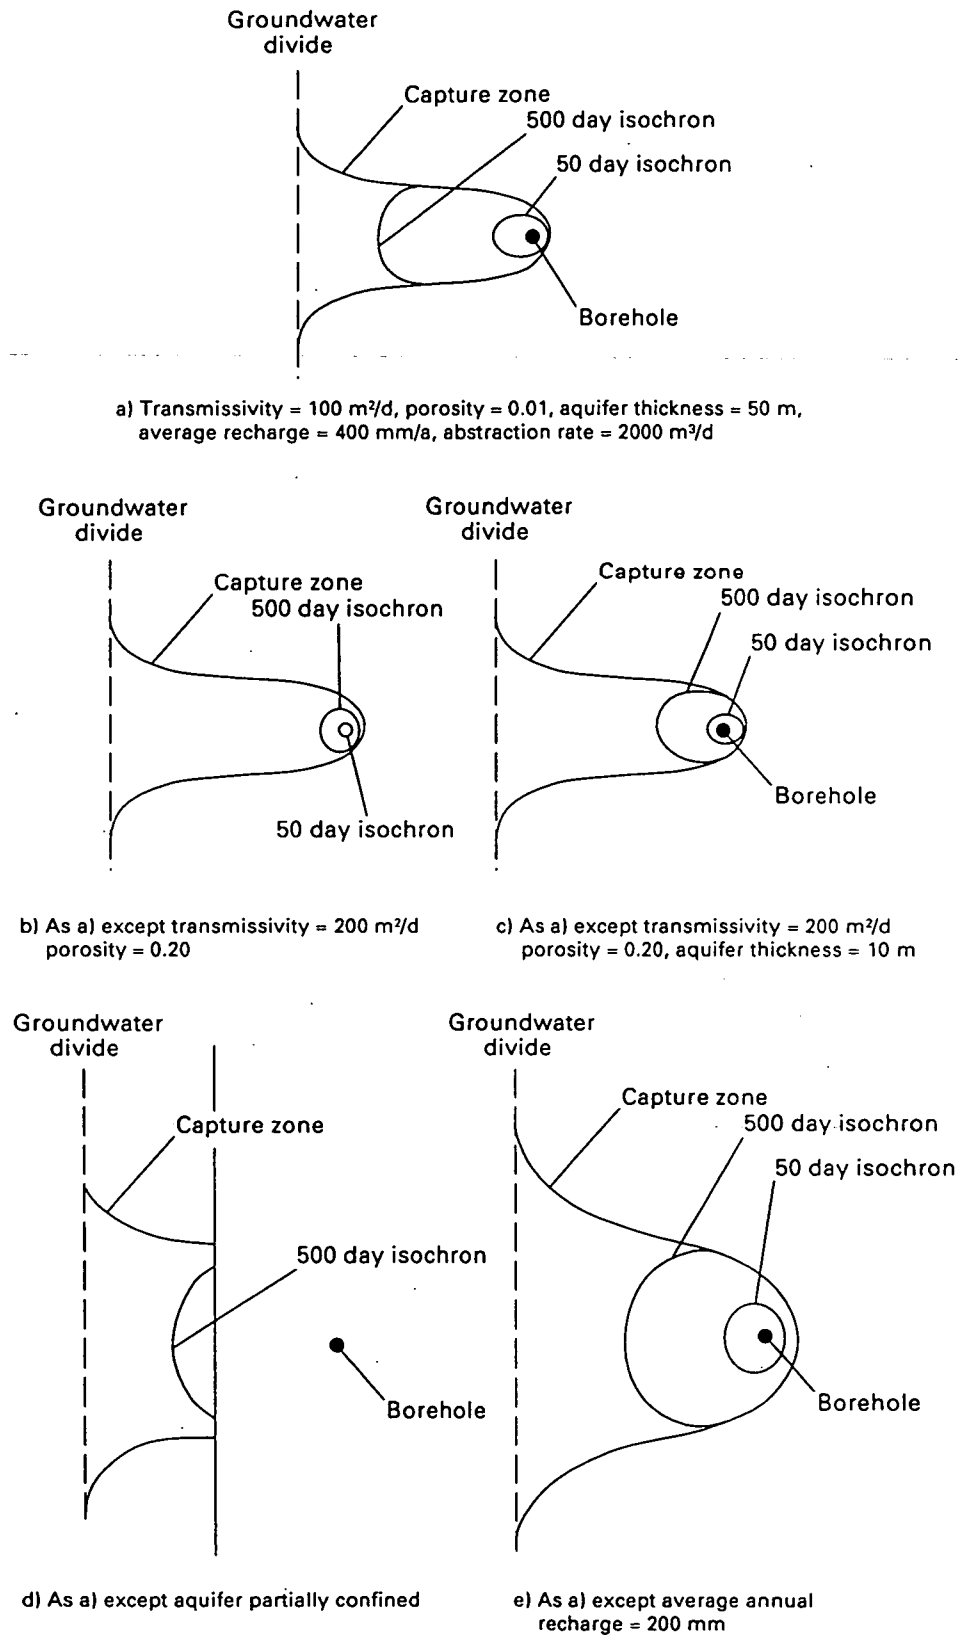 Groundwater
divide
Capture zone
500 day isochron
50 day isochron
Borehole
a) Transmissivity = 100 m²/d, porosity = 0.01, aquifer thickness = 50 m,
average recharge = 400 mm/a, abstraction rate = 2000 m³/d
Groundwater
divide
Capture zone
500 day isochron
50 day isochron
b) As a) except transmissivity = 200 m²/d
porosity = 0.20
Groundwater
divide
Capture zone
500 day isochron
50 day isochron
Borehole
c) As a) except transmissivity = 200 m²/d
porosity = 0.20, aquifer thickness = 10 m
Groundwater
divide
Capture zone
500 day isochron
Borehole
d) As a) except aquifer partially confined
Groundwater
divide
Capture zone
500 day isochron
50 day isochron
Borehole
e) As a) except average annual
recharge = 200 mm